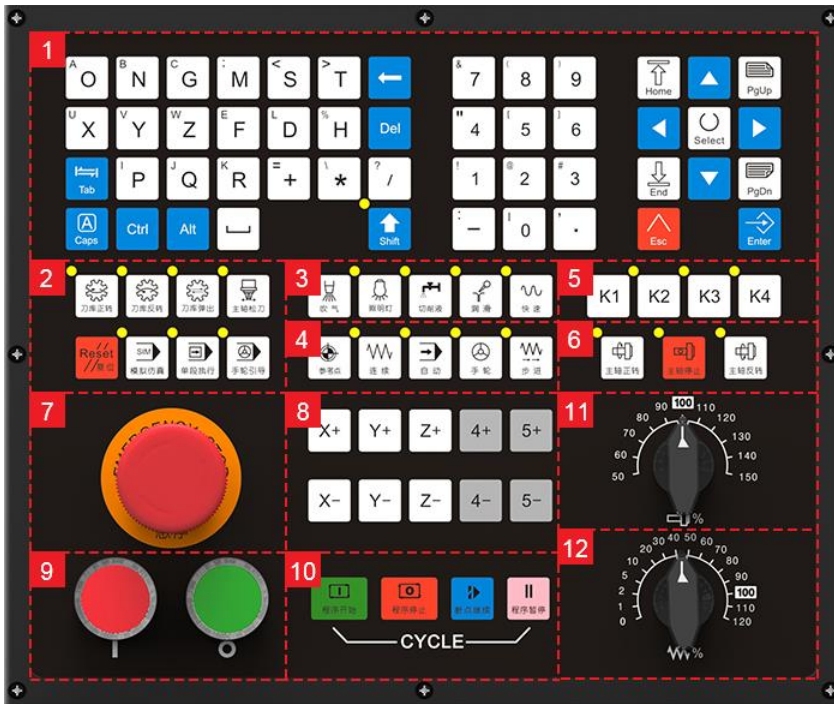 1
A O
B N
C G
: M
< S
> T
& 7
( 8
) 9
Home
PgUp
U X
V Y
W Z
E F
L D
% H
Del
" 4
[ 5
] 6
Select
Tab
I P
J Q
K R
= +
\ *
? /
! 1
@ 2
# 3
End
PgDn
Caps
Ctrl
Alt
Shift
: −
| 0
, .
Esc
Enter
2
刀库正转
刀库反转
刀库弹出
主轴松刀
Reset
复位
SIM
模拟仿真
单段执行
手轮引导
3
吹气
照明灯
切削液
润滑
快速
4
参考点
连续
自动
手轮
步进
5
K1 K2 K3 K4
6
主轴正转
主轴停止
主轴反转
7
EMERGENCY
8
X+ Y+ Z+ 4+ 5+
X− Y− Z− 4− 5−
9
10
程序开始
程序停止
断点继续
程序暂停
CYCLE
11
50 60 70 80 90 100 110 120 130 140 150
%
12
0 1 2 5 10 20 30 40 50 60 70 80 90 100 110 120
%